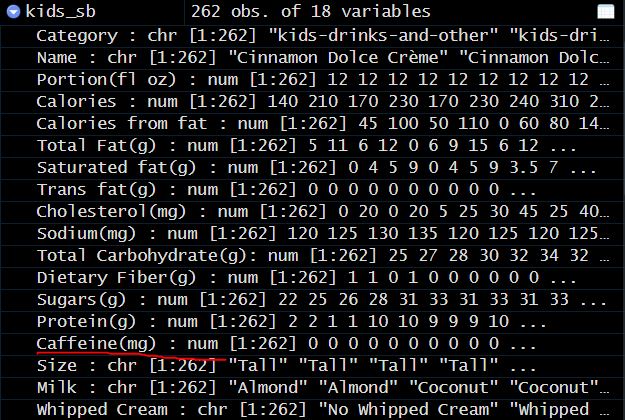 kids_sb 262 obs. of 18 variables
Category : chr [1:262] "kids-drinks-and-other" "kids-dri…
Name : chr [1:262] "Cinnamon Dolce Crème" "Cinnamon Dolc…
Portion(fl oz) : num [1:262] 12 12 12 12 12 12 12 12 12 …
Calories : num [1:262] 140 210 170 230 170 230 240 310 2…
Calories from fat : num [1:262] 45 100 50 110 0 60 80 14…
Total Fat(g) : num [1:262] 5 11 6 12 0 6 9 15 6 12 ...
Saturated fat(g) : num [1:262] 0 4 5 9 0 4 5 9 3.5 7 ...
Trans fat(g) : num [1:262] 0 0 0 0 0 0 0 0 0 0 ...
Cholesterol(mg) : num [1:262] 0 20 0 20 5 25 30 45 25 40…
Sodium(mg) : num [1:262] 120 125 130 135 120 125 120 125…
Total Carbohydrate(g): num [1:262] 25 27 28 30 32 34 32 …
Dietary Fiber(g) : num [1:262] 1 1 0 1 0 0 0 0 0 0 ...
Sugars(g) : num [1:262] 22 25 26 28 31 33 31 33 31 33 ...
Protein(g) : num [1:262] 2 2 1 1 10 10 9 9 9 10 ...
Caffeine(mg) : num [1:262] 0 0 0 0 0 0 0 0 0 0 ...
Size : chr [1:262] "Tall" "Tall" "Tall" "Tall" ...
Milk : chr [1:262] "Almond" "Almond" "Coconut" "Coconut"…
Whipped Cream : chr [1:262] "No Whipped Cream" "Whipped …